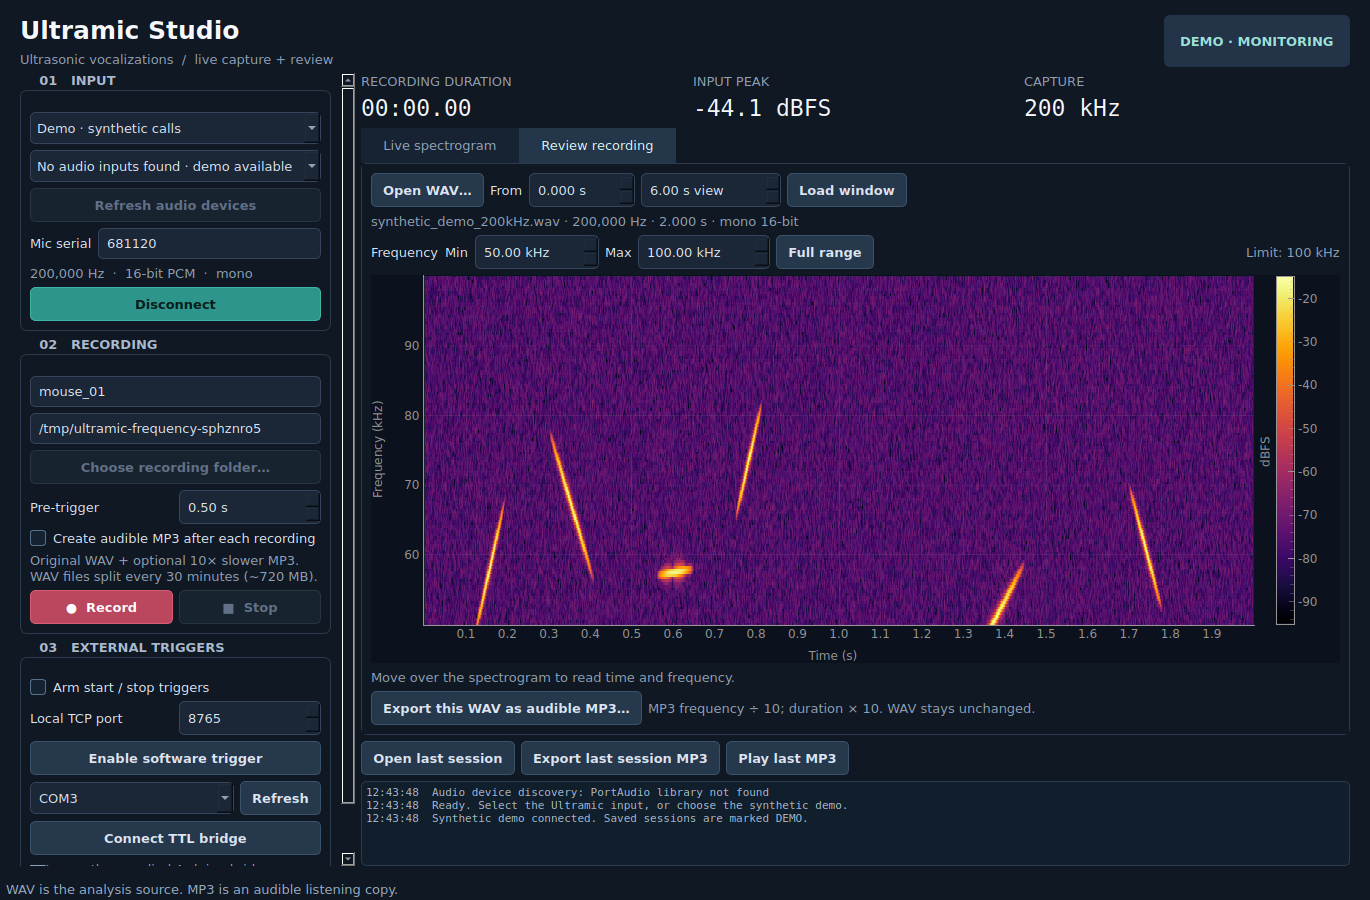 Ultramic Studio
Ultrasonic vocalizations / live capture + review
DEMO · MONITORING
01 INPUT
Demo · synthetic calls
No audio inputs found · demo available
Refresh audio devices
Mic serial 681120
200,000 Hz · 16-bit PCM · mono
Disconnect
02 RECORDING
mouse_01
/tmp/ultramic-frequency-sphznro5
Choose recording folder...
Pre-trigger 0.50 s
Create audible MP3 after each recording
Original WAV + optional 10× slower MP3.
WAV files split every 30 minutes (~720 MB).
● Record ■ Stop
03 EXTERNAL TRIGGERS
Arm start / stop triggers
Local TCP port 8765
Enable software trigger
COM3 Refresh
Connect TTL bridge
RECORDING DURATION
00:00.00
INPUT PEAK
-44.1 dBFS
CAPTURE
200 kHz
Live spectrogram Review recording
Open WAV... From 0.000 s 6.00 s view Load window
synthetic_demo_200kHz.wav · 200,000 Hz · 2.000 s · mono 16-bit
Frequency Min 50.00 kHz Max 100.00 kHz Full range Limit: 100 kHz
Frequency (kHz)
90
80
70
60
0.1 0.2 0.3 0.4 0.5 0.6 0.7 0.8 0.9 1.0 1.1 1.2 1.3 1.4 1.5 1.6 1.7 1.8 1.9
Time (s)
dBFS
-20
-30
-40
-50
-60
-70
-80
-90
Move over the spectrogram to read time and frequency.
Export this WAV as audible MP3... MP3 frequency ÷ 10; duration × 10. WAV stays unchanged.
Open last session Export last session MP3 Play last MP3
12:43:48 Audio device discovery: PortAudio library not found
12:43:48 Ready. Select the Ultramic input, or choose the synthetic demo.
12:43:48 Synthetic demo connected. Saved sessions are marked DEMO.
WAV is the analysis source. MP3 is an audible listening copy.